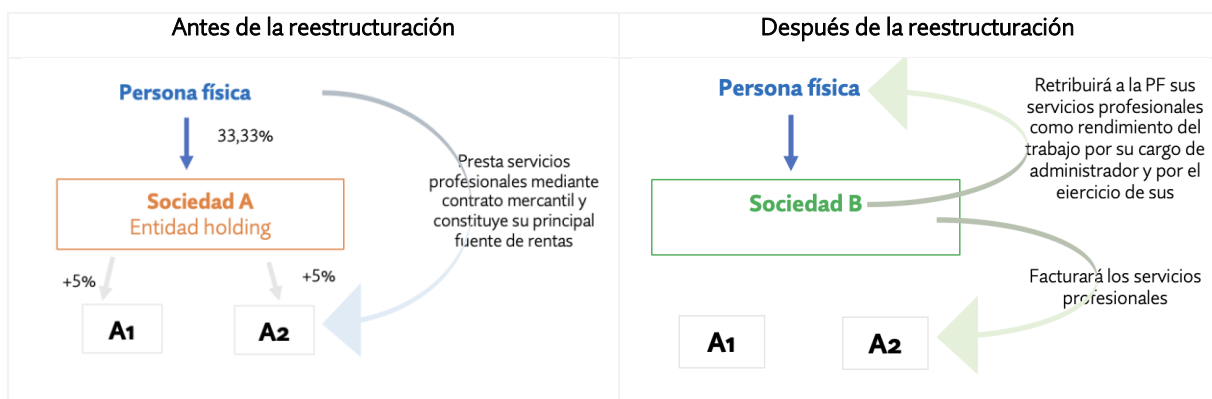 Antes de la reestructuración
Después de la reestructuración
Persona física
33,33%
Presta servicios
profesionales mediante
contrato mercantil y
constituye su principal
fuente de rentas
Sociedad A
Entidad holding
+5%
+5%
A1
A2
Persona física
Retribuirá a la PF sus
servicios profesionales
como rendimiento del
trabajo por su cargo de
administrador y por el
ejercicio de sus
Sociedad B
Facturará los servicios
profesionales
A1
A2